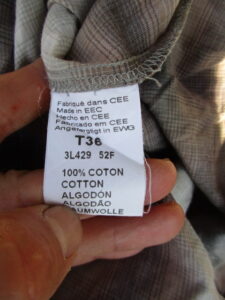 Fabriqué dans CEE
Made in EEC
Hecho en CEE
Fabricado em CEE
Angefertigt in EWG
T36
3L429 52F
100% COTON
COTTON
ALGODÓN
ALGODÃO
BAUMWOLLE